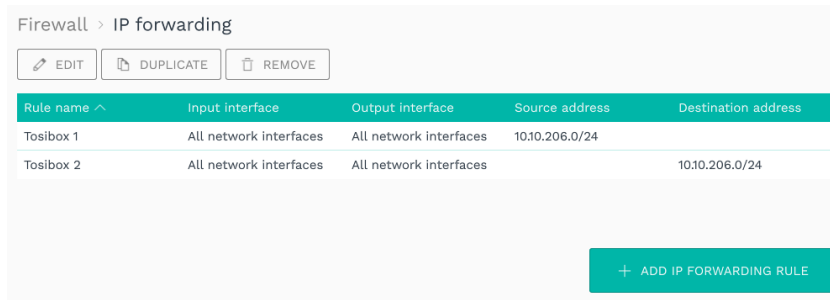 Firewall > IP forwarding
EDIT DUPLICATE REMOVE
Rule name Input interface Output interface Source address Destination address
Tosibox 1 All network interfaces All network interfaces 10.10.206.0/24
Tosibox 2 All network interfaces All network interfaces 10.10.206.0/24
+ ADD IP FORWARDING RULE